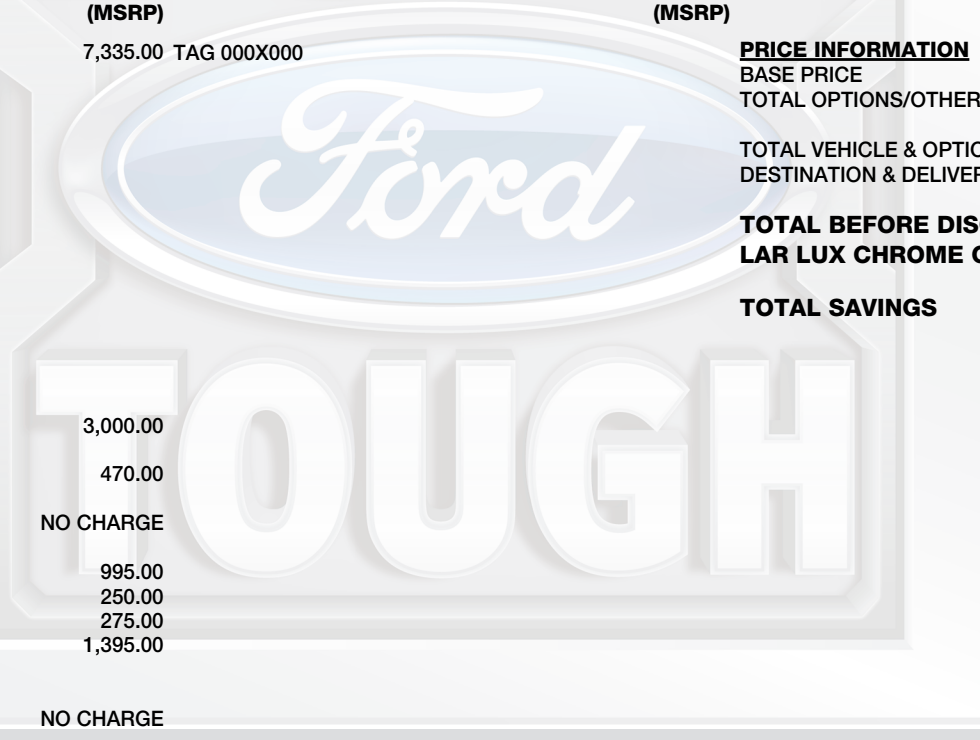 (MSRP)
7,335.00 TAG 000X000
3,000.00
470.00
NO CHARGE
995.00
250.00
275.00
1,395.00
NO CHARGE
(MSRP)
PRICE INFORMATION
BASE PRICE
TOTAL OPTIONS/OTHER
TOTAL VEHICLE & OPTIO
DESTINATION & DELIVER
TOTAL BEFORE DIS
LAR LUX CHROME
TOTAL SAVINGS
Ford
TOUGH